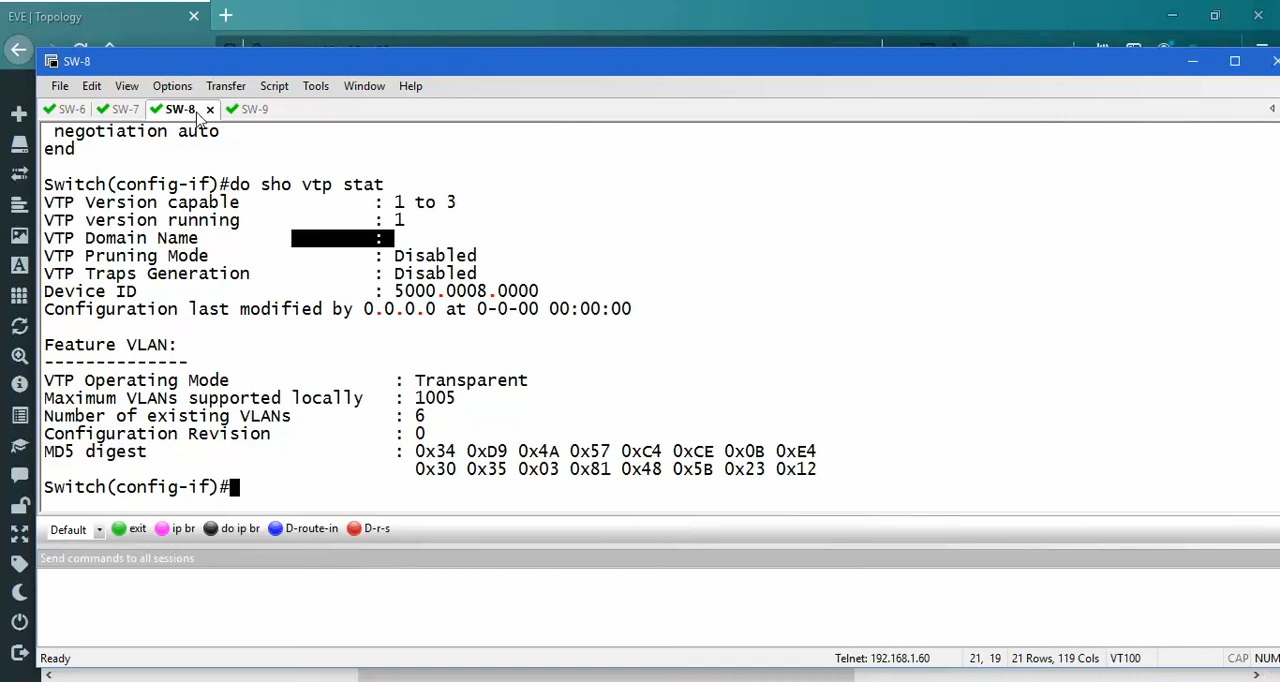 EVE | Topology
SW-8
File Edit View Options Transfer Script Tools Window Help
SW-6 SW-7 SW-8 SW-9
negotiation auto
end
Switch(config-if)#do sho vtp stat
VTP Version capable : 1 to 3
VTP version running : 1
VTP Domain Name :
VTP Pruning Mode : Disabled
VTP Traps Generation : Disabled
Device ID : 5000.0008.0000
Configuration last modified by 0.0.0.0 at 0-0-00 00:00:00
Feature VLAN:
--------------
VTP Operating Mode : Transparent
Maximum VLANs supported locally : 1005
Number of existing VLANs : 6
Configuration Revision : 0
MD5 digest : 0x34 0xD9 0x4A 0x57 0xC4 0xCE 0x0B 0xE4
0x30 0x35 0x03 0x81 0x48 0x5B 0x23 0x12
Switch(config-if)#
Default exit ip br do ip br D-route-in D-r-s
Send commands to all sessions
Ready Telnet: 192.168.1.60 21, 19 21 Rows, 119 Cols VT100 CAP NUM